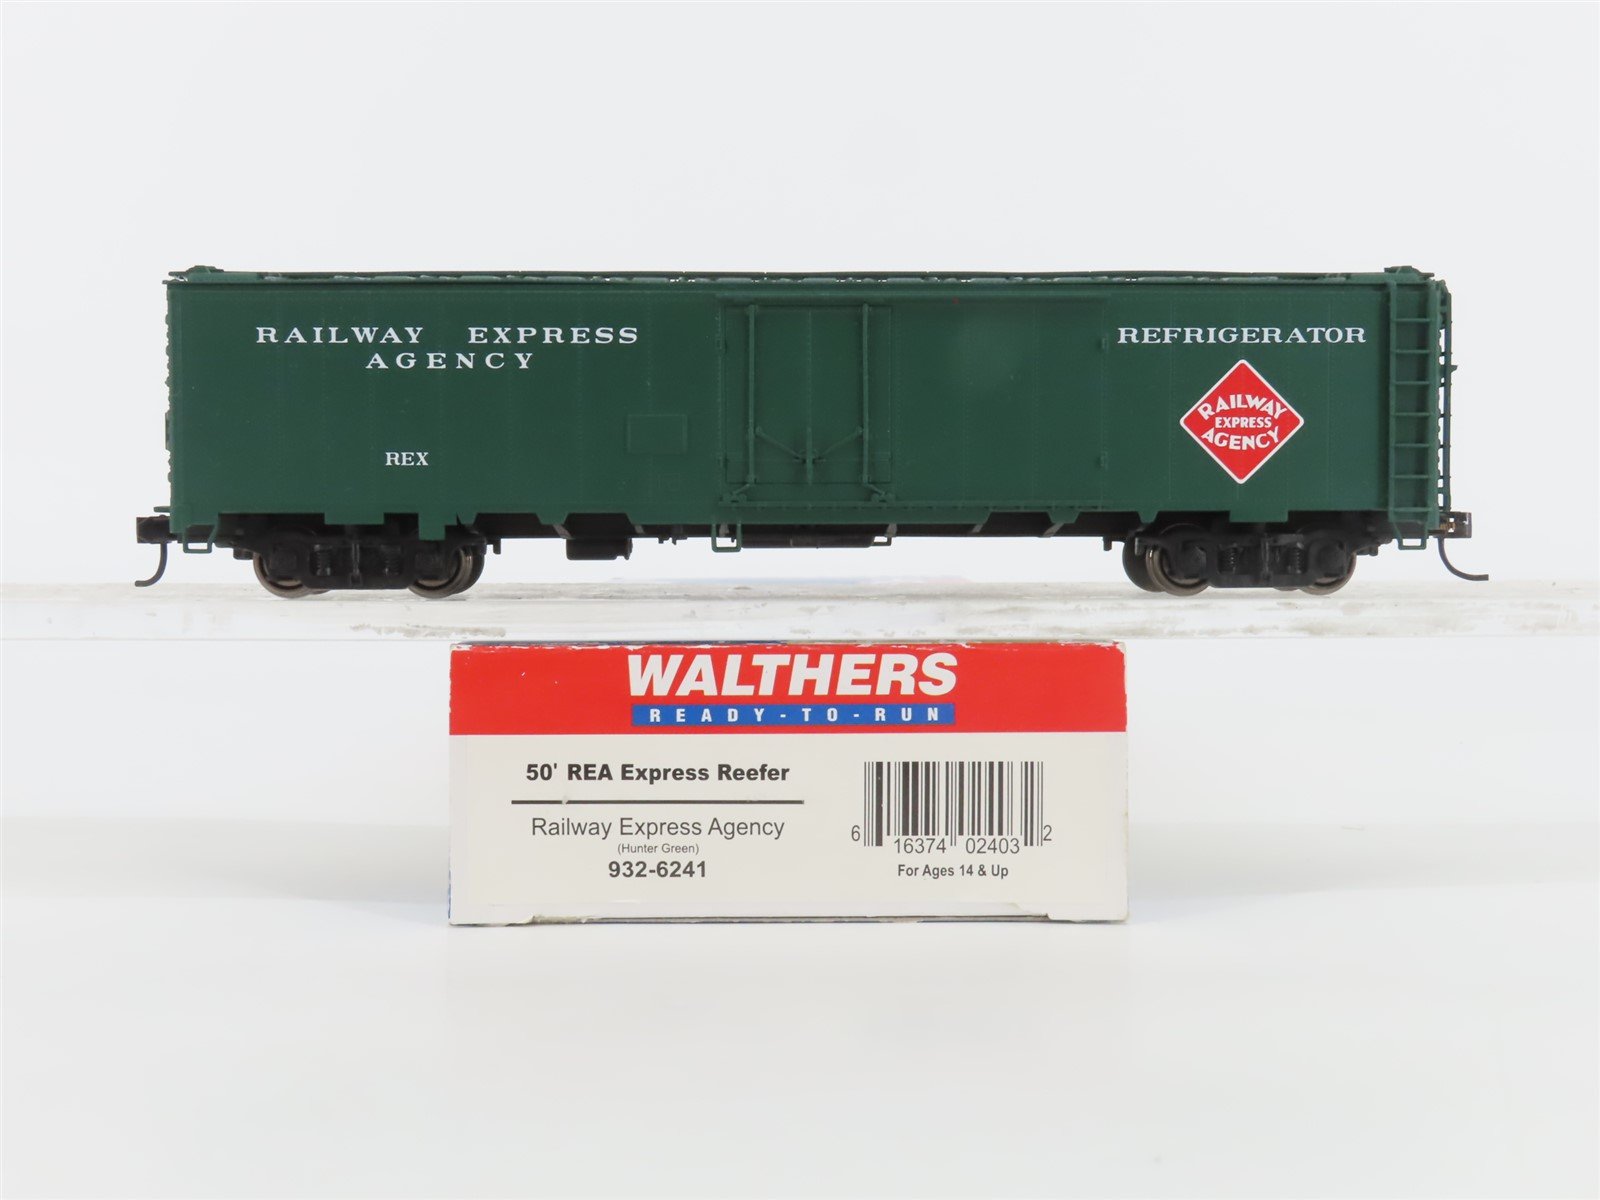 RAILWAY EXPRESS
AGENCY
REFRIGERATOR
RAILWAY
EXPRESS
AGENCY
REX
WALTHERS
READY-TO-RUN
50' REA Express Reefer
Railway Express Agency
(Hunter Green)
932-6241
6 16374 02403 2
For Ages 14 & Up